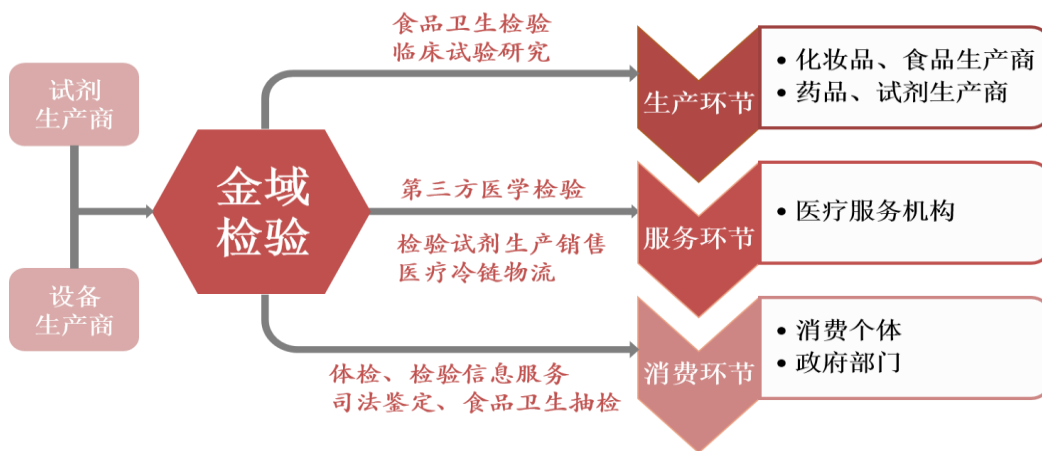 试剂
生产商
设备
生产商
金域
检验
食品卫生检验
临床试验研究
第三方医学检验
检验试剂生产销售
医疗冷链物流
体检、检验信息服务
司法鉴定、食品卫生抽检
生产环节
• 化妆品、食品生产商
• 药品、试剂生产商
服务环节
• 医疗服务机构
消费环节
• 消费个体
• 政府部门